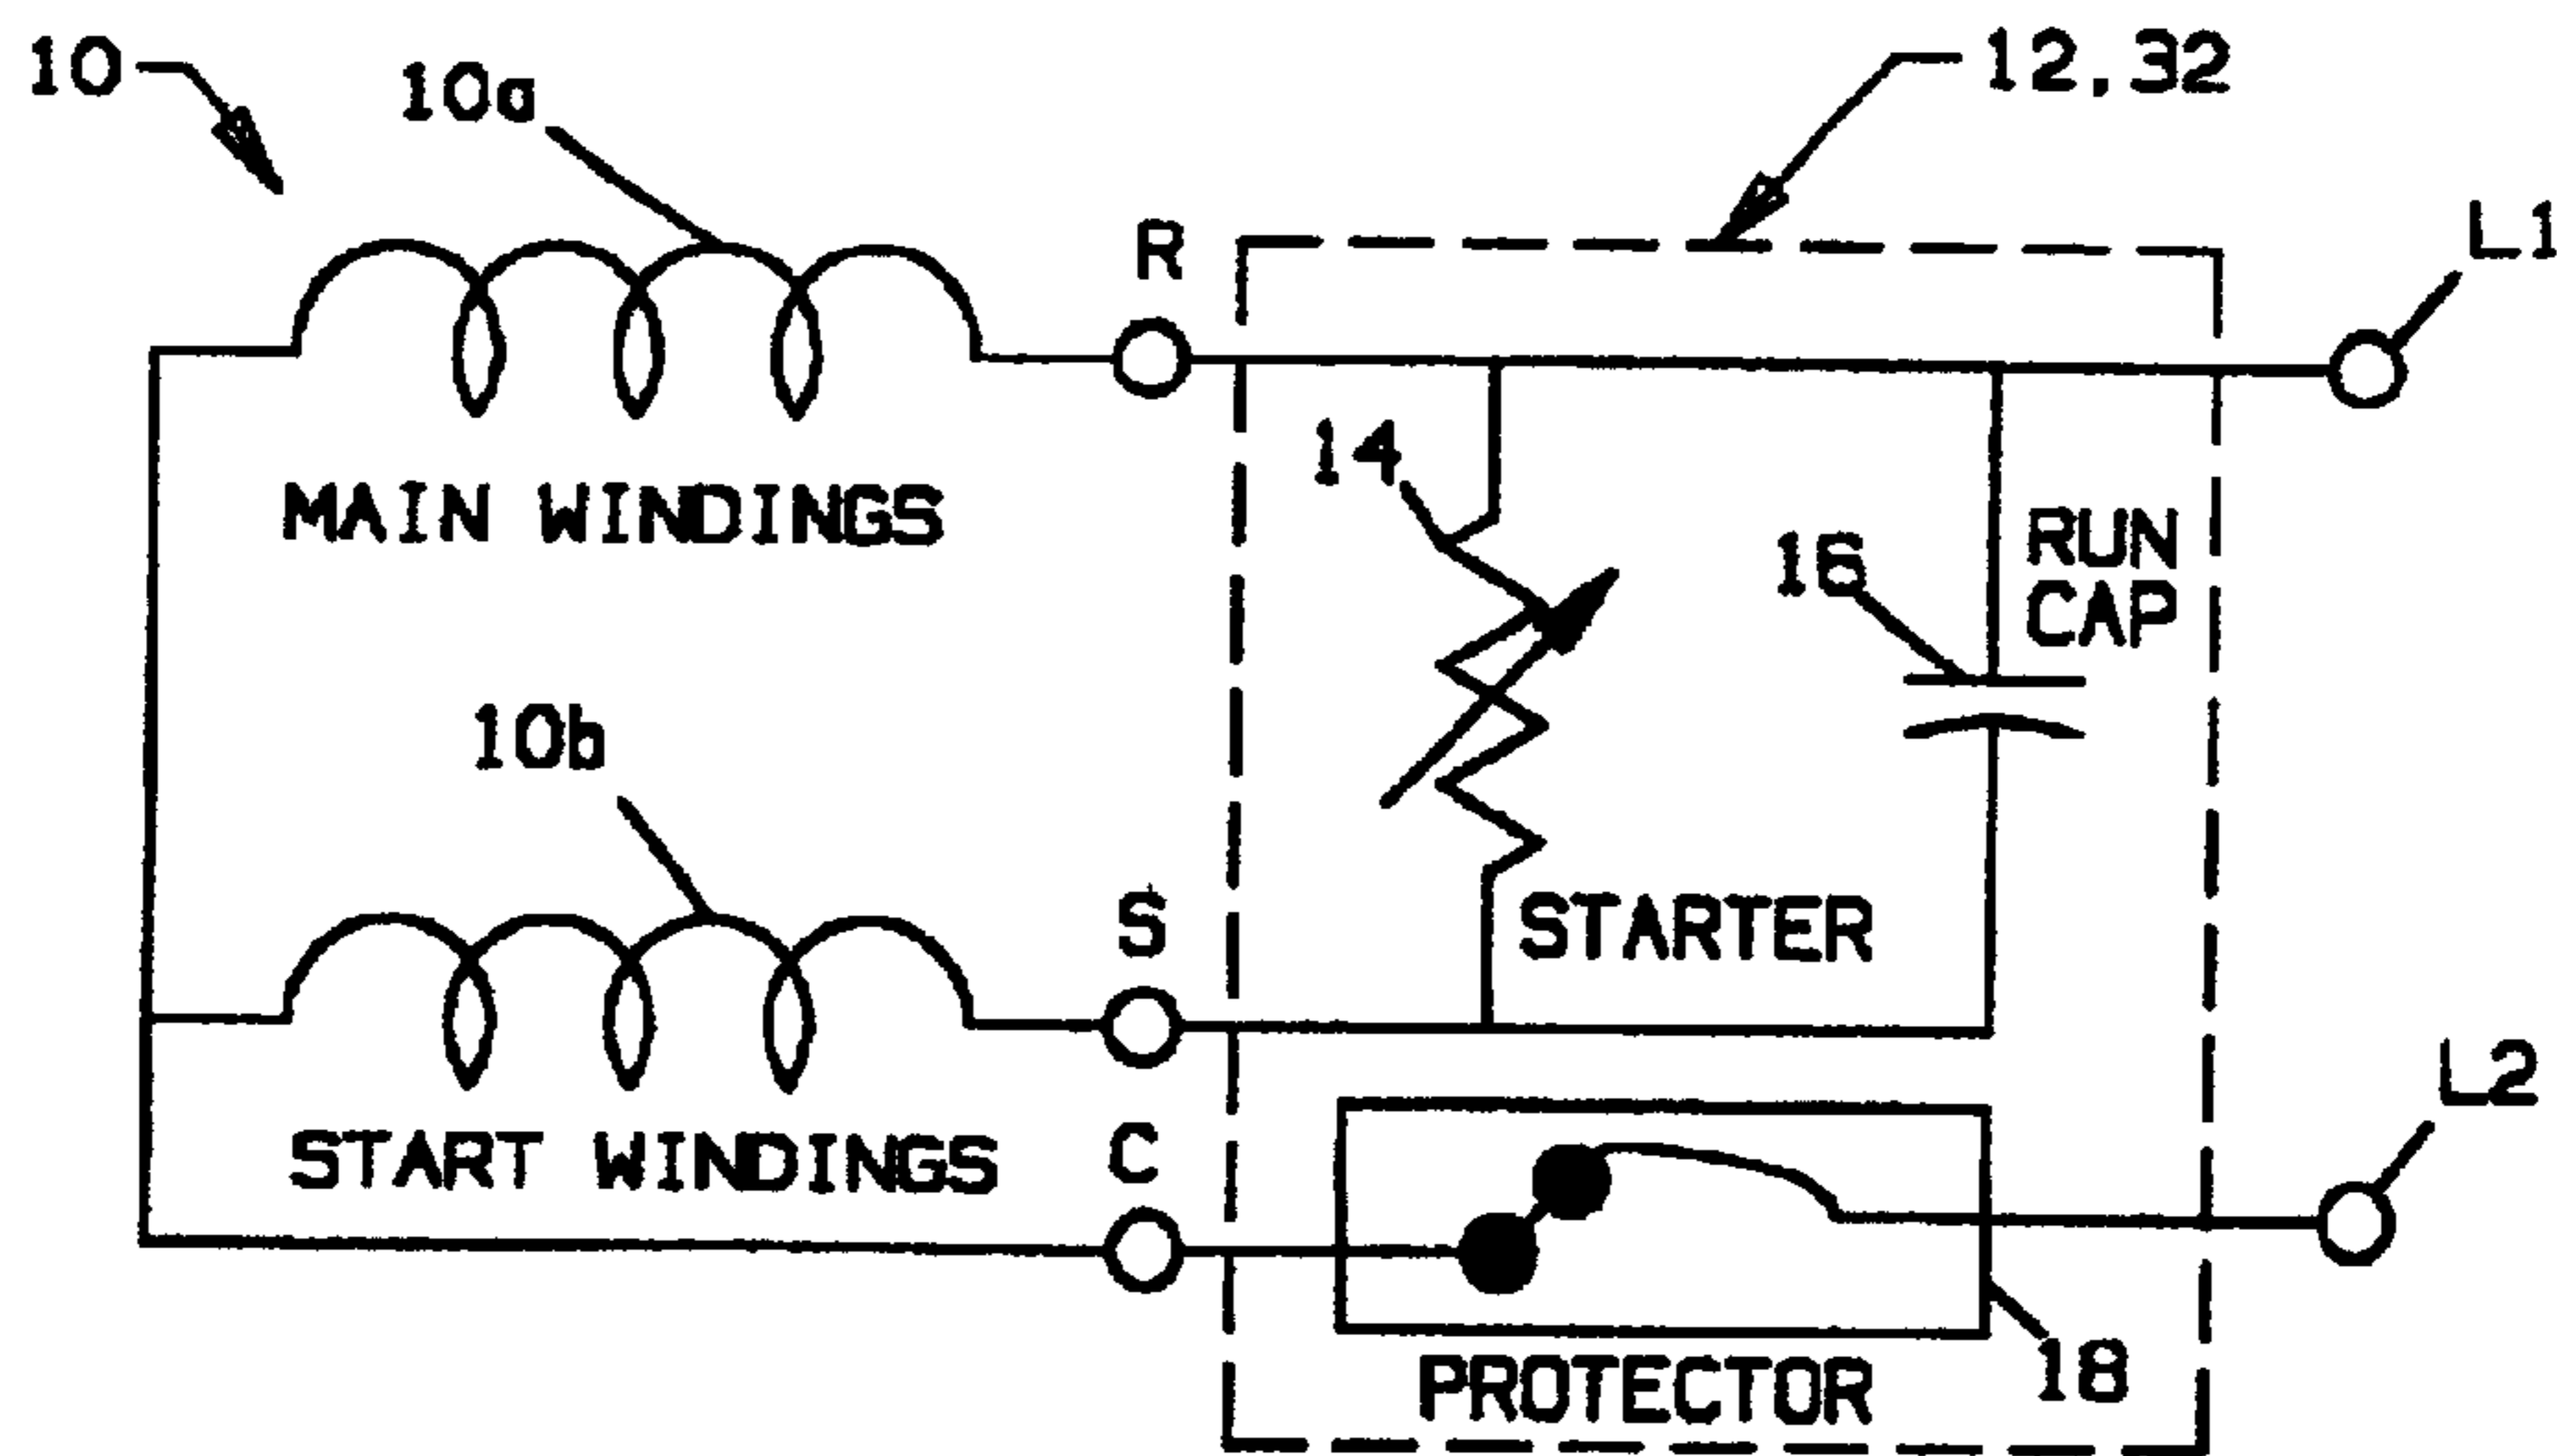 10
10a
12,32
L1
R
MAIN WINDINGS
14
16
RUN
CAP
10b
S
STARTER
START WINDINGS
C
L2
PROTECTOR
18